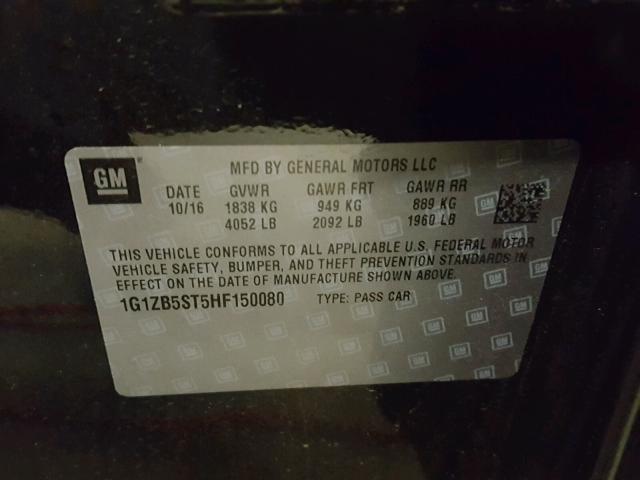 GM MFD BY GENERAL MOTORS LLC
DATE GVWR GAWR FRT GAWR RR
10/16 1838 KG 949 KG 889 KG
4052 LB 2092 LB 1960 LB
THIS VEHICLE CONFORMS TO ALL APPLICABLE U.S. FEDERAL MOTOR
VEHICLE SAFETY, BUMPER, AND THEFT PREVENTION STANDARDS IN
EFFECT ON THE DATE OF MANUFACTURE SHOWN ABOVE.
1G1ZB5ST5HF150080 TYPE: PASS CAR